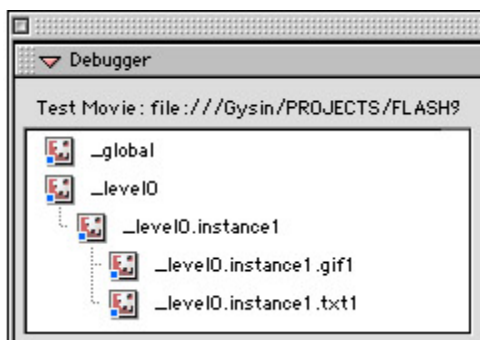 Debugger
Test Movie: file:///Gysin/PROJECTS/FLASH9
_global
_level0
_level0.instance1
_level0.instance1.gif1
_level0.instance1.txt1